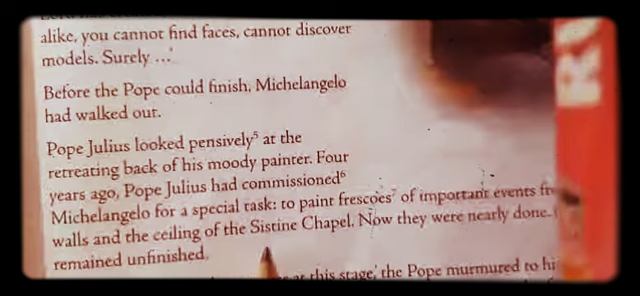 alike, you cannot find faces, cannot discover
models. Surely ...'
Before the Pope could finish, Michelangelo
had walked out.
Pope Julius looked pensively⁵ at the
retreating back of his moody painter. Four
years ago, Pope Julius had commissioned⁶
Michelangelo for a special task: to paint frescoes⁷ of important events
walls and the ceiling of the Sistine Chapel. Now they were nearly done.
remained unfinished.
at this stage,' the Pope murmured to